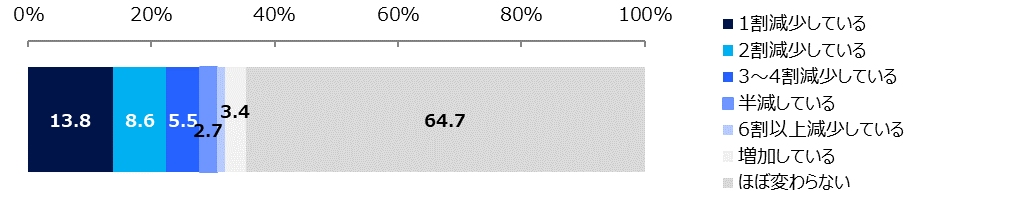 0% 20% 40% 60% 80% 100%
13.8 8.6 5.5 2.7 3.4 64.7
1割減少している
2割減少している
3～4割減少している
半減している
6割以上減少している
増加している
ほぼ変わらない